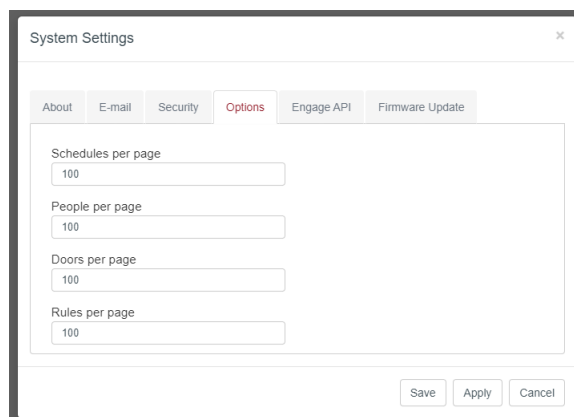 System Settings ×
About E-mail Security Options Engage API Firmware Update
Schedules per page
100
People per page
100
Doors per page
100
Rules per page
100
Save Apply Cancel